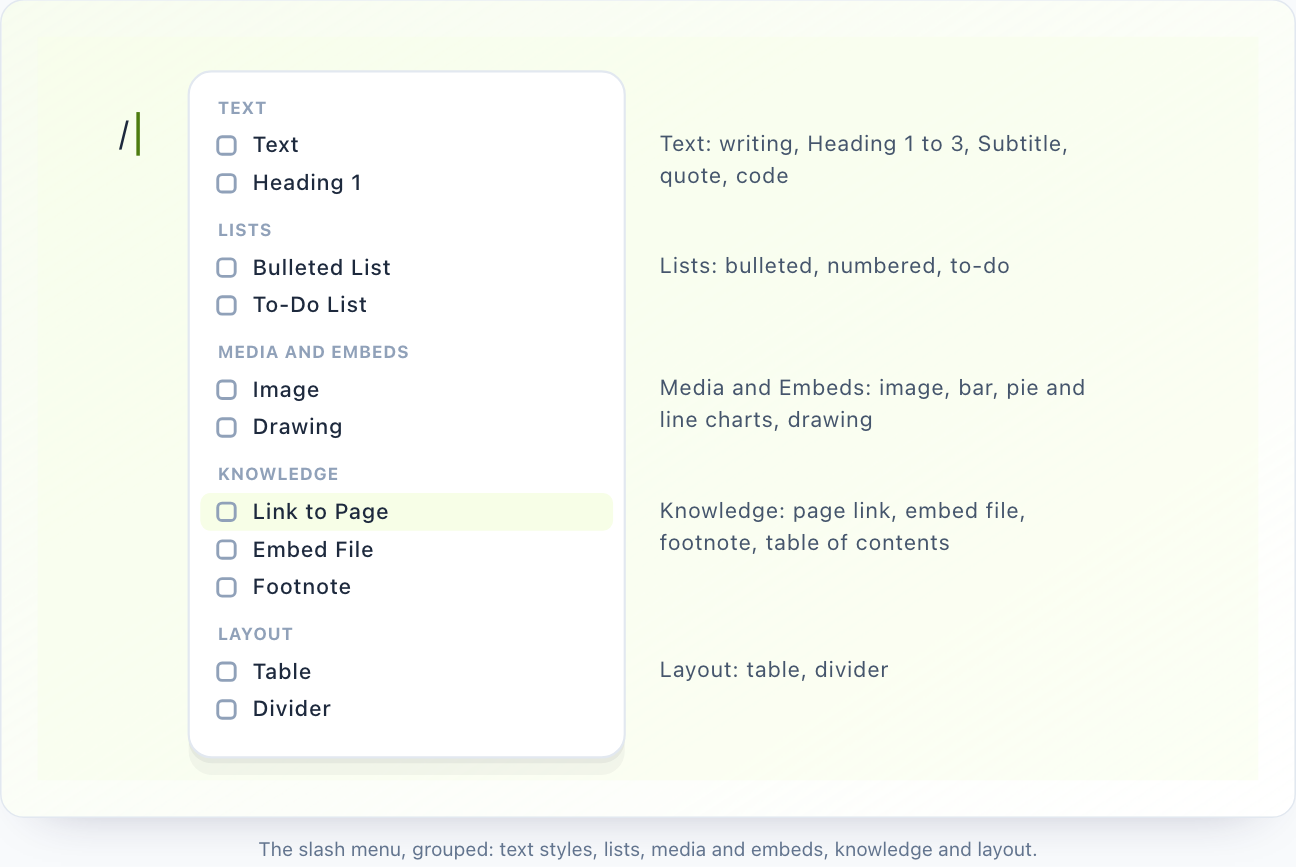 /
TEXT
Text
Heading 1
Text: writing, Heading 1 to 3, Subtitle,
quote, code
LISTS
Bulleted List
To-Do List
Lists: bulleted, numbered, to-do
MEDIA AND EMBEDS
Image
Drawing
Media and Embeds: image, bar, pie and
line charts, drawing
KNOWLEDGE
Link to Page
Embed File
Footnote
Knowledge: page link, embed file,
footnote, table of contents
LAYOUT
Table
Divider
Layout: table, divider
The slash menu, grouped: text styles, lists, media and embeds, knowledge and layout.